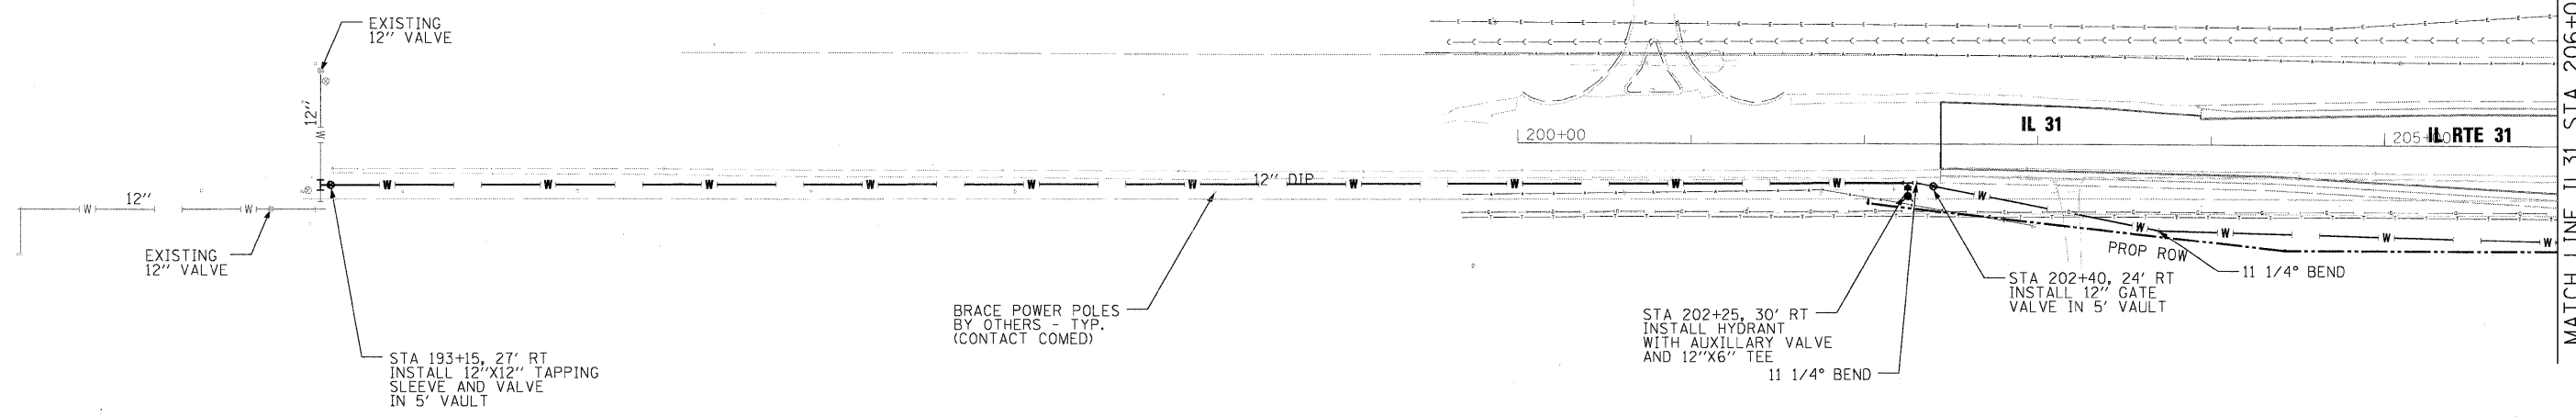 EXISTING
12" VALVE
12"
W
12"
W
W
EXISTING
12" VALVE
STA 193+15, 27' RT
INSTALL 12"X12" TAPPING
SLEEVE AND VALVE
IN 5' VAULT
W W W W W W W W W W
12" DIP
BRACE POWER POLES
BY OTHERS - TYP.
(CONTACT COMED)
200+00
IL 31
205+00
IL RTE 31
W W W W W
PROP ROW
11 1/4° BEND
STA 202+40, 24' RT
INSTALL 12" GATE
VALVE IN 5' VAULT
STA 202+25, 30' RT
INSTALL HYDRANT
WITH AUXILLARY VALVE
AND 12"X6" TEE
11 1/4° BEND
MATCH LINE IL 31 STA 206+0